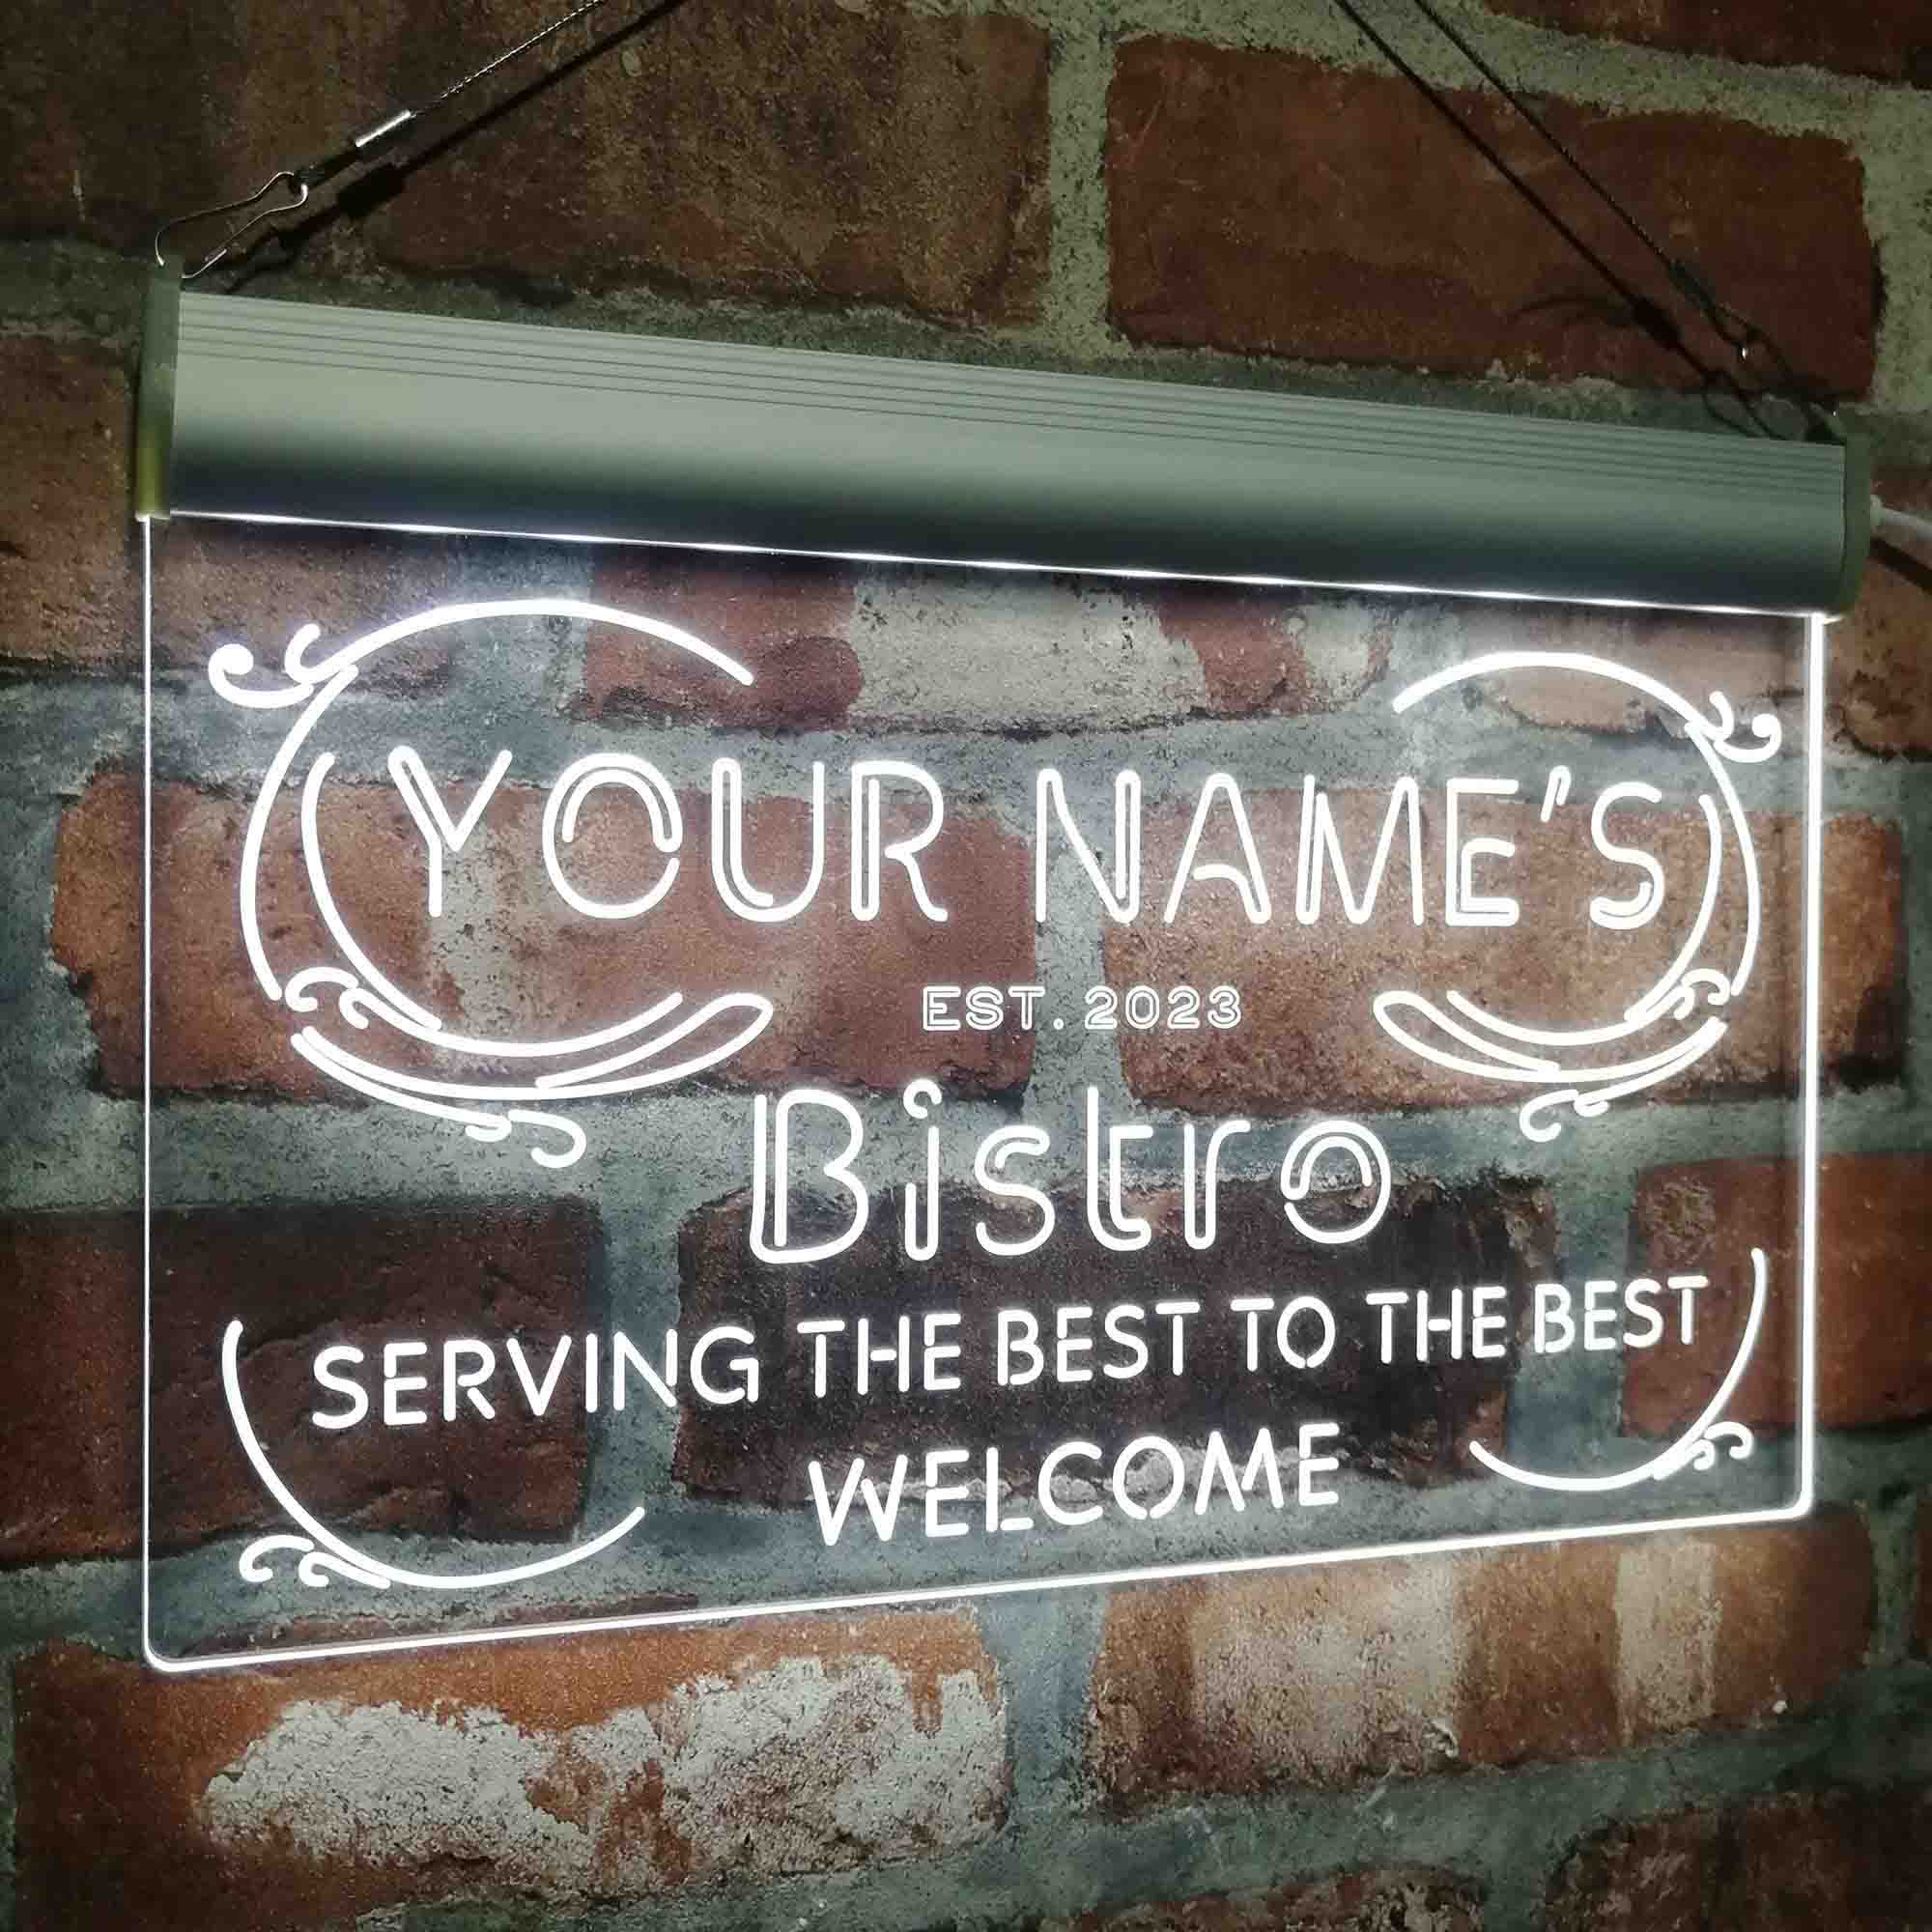 YOUR NAME'S
EST. 2023
Bistro
SERVING THE BEST TO THE BEST
WELCOME